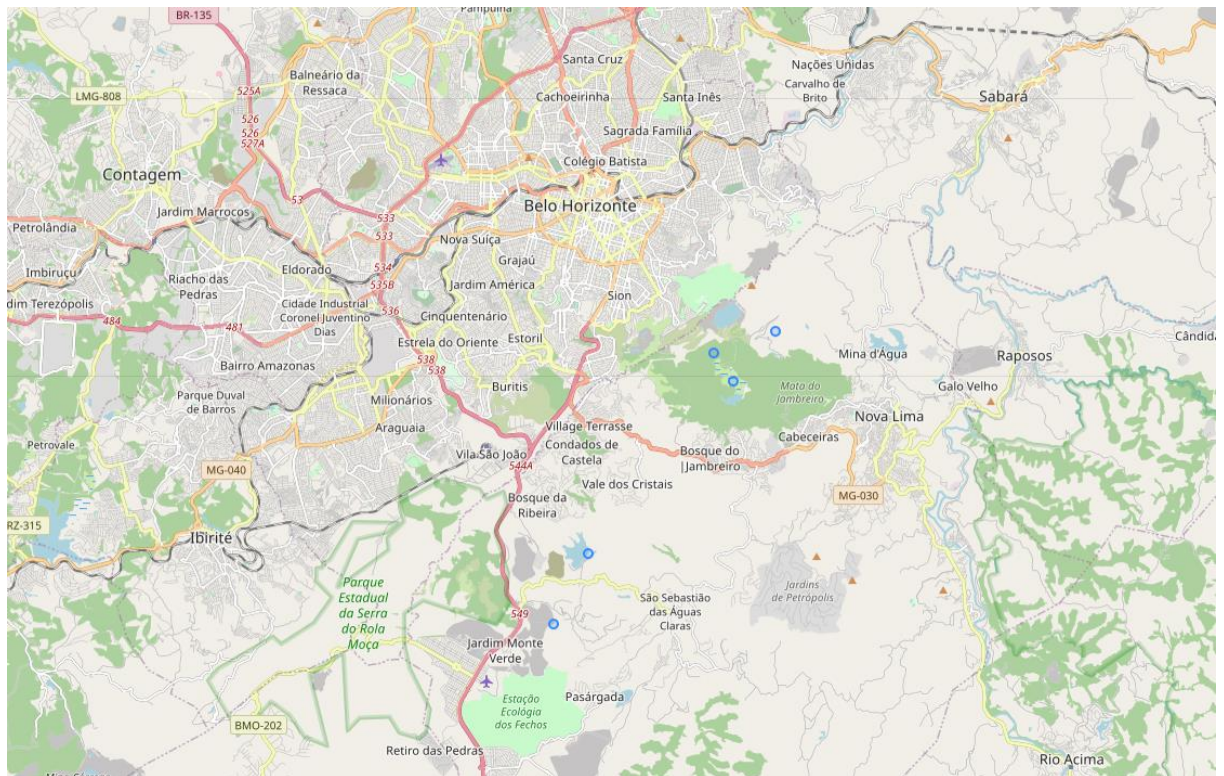 BR-135
Pampulha
Balneário da
Ressaca
Santa Cruz
Nações Unidas
Carvalho de
Brito
LMG-808
525A
Cachoeirinha
Santa Inês
Sabará
526
526
527A
Sagrada Família
Colégio Batista
Contagem
53
Belo Horizonte
Jardim Marrocos
533
Petrolândia
533
Nova Suíça
Imbiruçu
Riacho das
Pedras
Eldorado
534
535B
Grajaú
Jardim América
dim Terezópolis
Cidade Industrial
Coronel Juventino
Dias
536
Sion
484
481
Cinquentenário
Estrela do Oriente
Estoril
Cândida
Mina d'Água
Raposos
538
538
Bairro Amazonas
Buritis
Mata do
Jambreiro
Galo Velho
Parque Duval
de Barros
Milionários
Nova Lima
Araguaia
Village Terrasse
Cabeceiras
Petrovale
Condados de
Castela
Vila São João
544A
Bosque do
|Jambreiro
MG-040
Vale dos Cristais
MG-030
Bosque da
Ribeira
RZ-315
Ibirité
Parque
Estadual
da Serra
do Rola
Moça
Jardins
de Petrópolis
São Sebastião
das Águas
Claras
549
Jardim Monte
Verde
Estação
Ecológia
dos Fechos
Pasárgada
BMO-202
Retiro das Pedras
Rio Acima